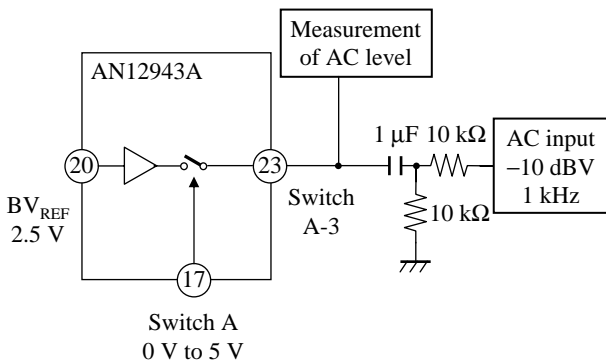 Measurement
of AC level
AN12943A
1 μF 10 kΩ
AC input
−10 dBV
1 kHz
20
23
BVREF
2.5 V
Switch
A-3
10 kΩ
17
Switch A
0 V to 5 V